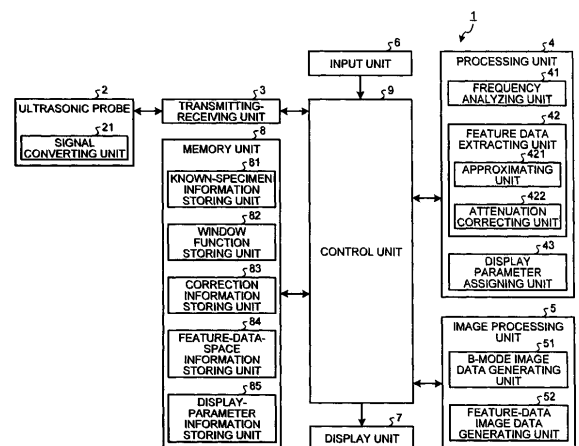 1
2
ULTRASONIC PROBE
21
SIGNAL
CONVERTING UNIT
3
TRANSMITTING-
RECEIVING UNIT
8
MEMORY UNIT
81
KNOWN-SPECIMEN
INFORMATION
STORING UNIT
82
WINDOW
FUNCTION STORING
UNIT
83
CORRECTION
INFORMATION
STORING UNIT
84
FEATURE-DATA-
SPACE
INFORMATION
STORING UNIT
85
DISPLAY-
PARAMETER
INFORMATION
STORING UNIT
6
INPUT UNIT
9
CONTROL UNIT
7
DISPLAY UNIT
4
PROCESSING UNIT
41
FREQUENCY
ANALYZING UNIT
42
FEATURE DATA
EXTRACTING UNIT
421
APPROXIMATING
UNIT
422
ATTENUATION
CORRECTING UNIT
43
DISPLAY
PARAMETER
ASSIGNING UNIT
5
IMAGE PROCESSING
UNIT
51
B-MODE IMAGE
DATA GENERATING
UNIT
52
FEATURE-DATA
IMAGE DATA
GENERATING UNIT